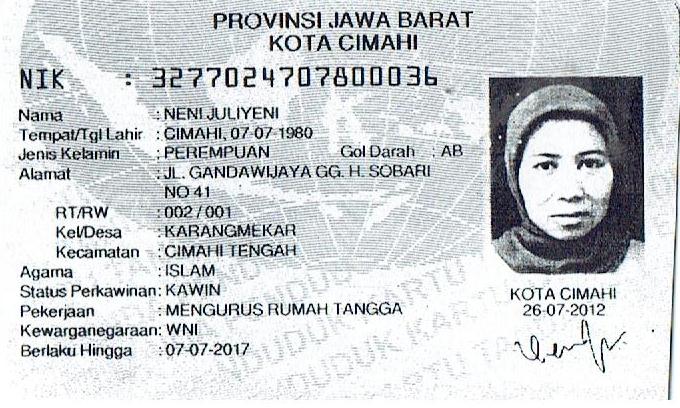 PROVINSI JAWA BARAT
KOTA CIMAHI
NIK : 3277024707800036
Nama : NENI JULIYENI
Tempat/Tgl Lahir : CIMAHI, 07-07-1980
Jenis Kelamin : PEREMPUAN Gol Darah : AB
Alamat : JL. GANDAWIJAYA GG. H. SOBARI
NO 41
RT/RW : 002 / 001
Kel/Desa : KARANGMEKAR
Kecamatan : CIMAHI TENGAH
Agama : ISLAM
Status Perkawinan: KAWIN
Pekerjaan : MENGURUS RUMAH TANGGA
Kewarganegaraan: WNI
Berlaku Hingga : 07-07-2017
KOTA CIMAHI
26-07-2012